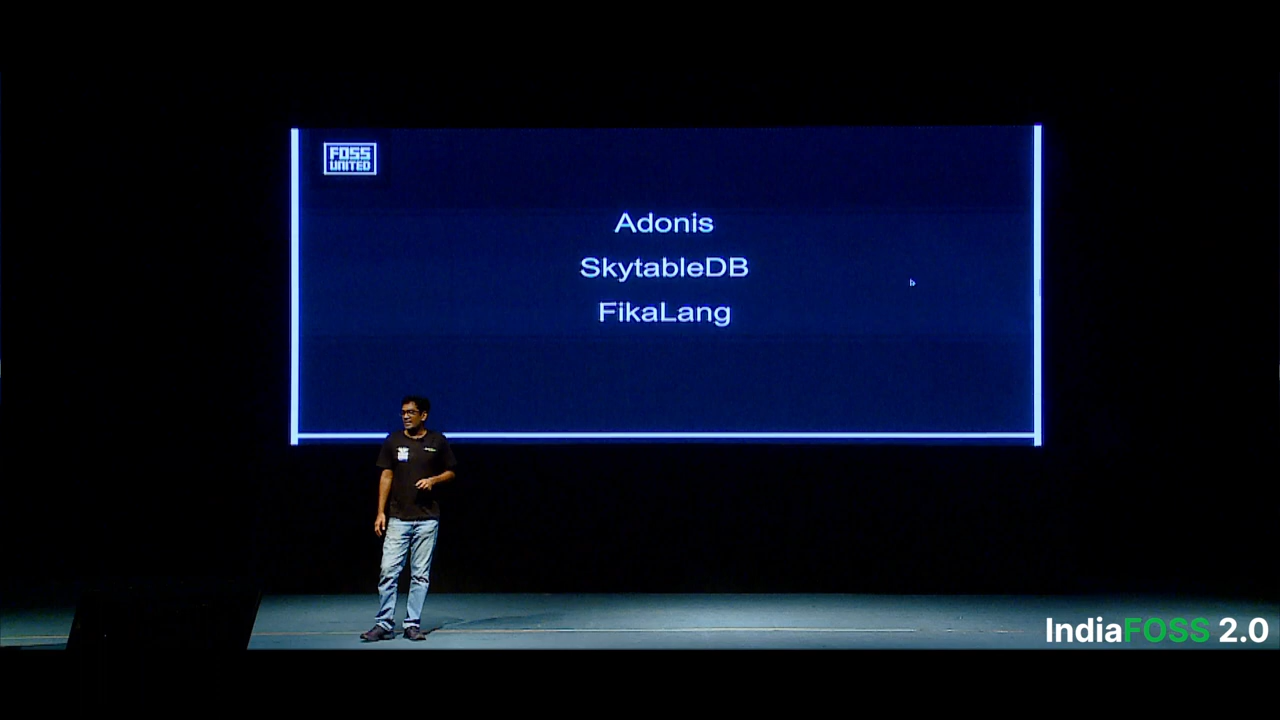 FOSS
UNITED
Adonis
SkytableDB
FikaLang
IndiaFOSS 2.0